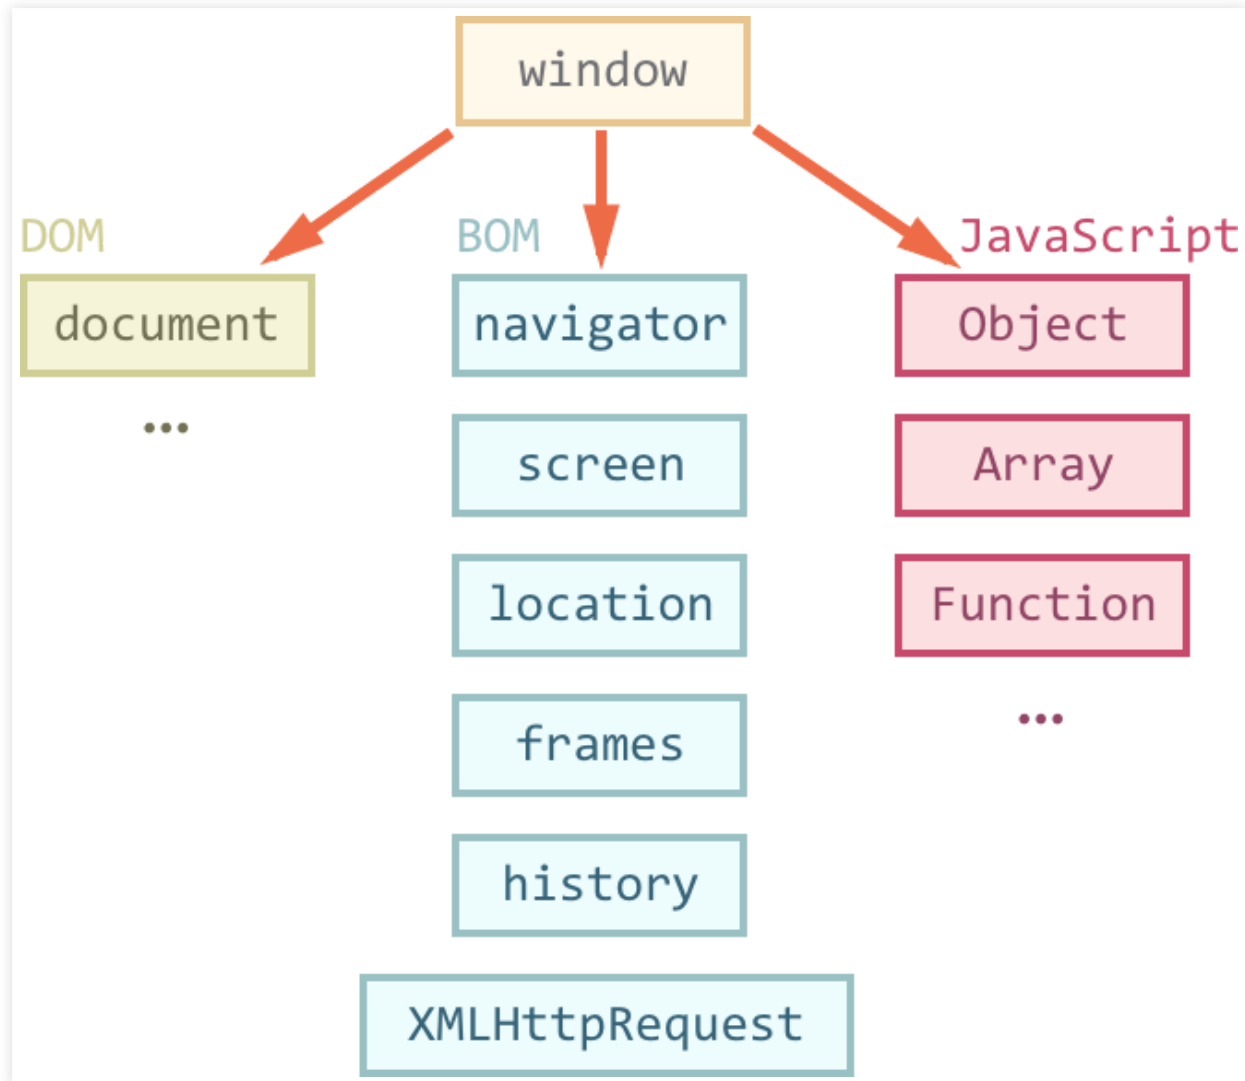 window
DOM
BOM
JavaScript
document
navigator
Object
...
screen
Array
location
Function
frames
...
history
XMLHttpRequest